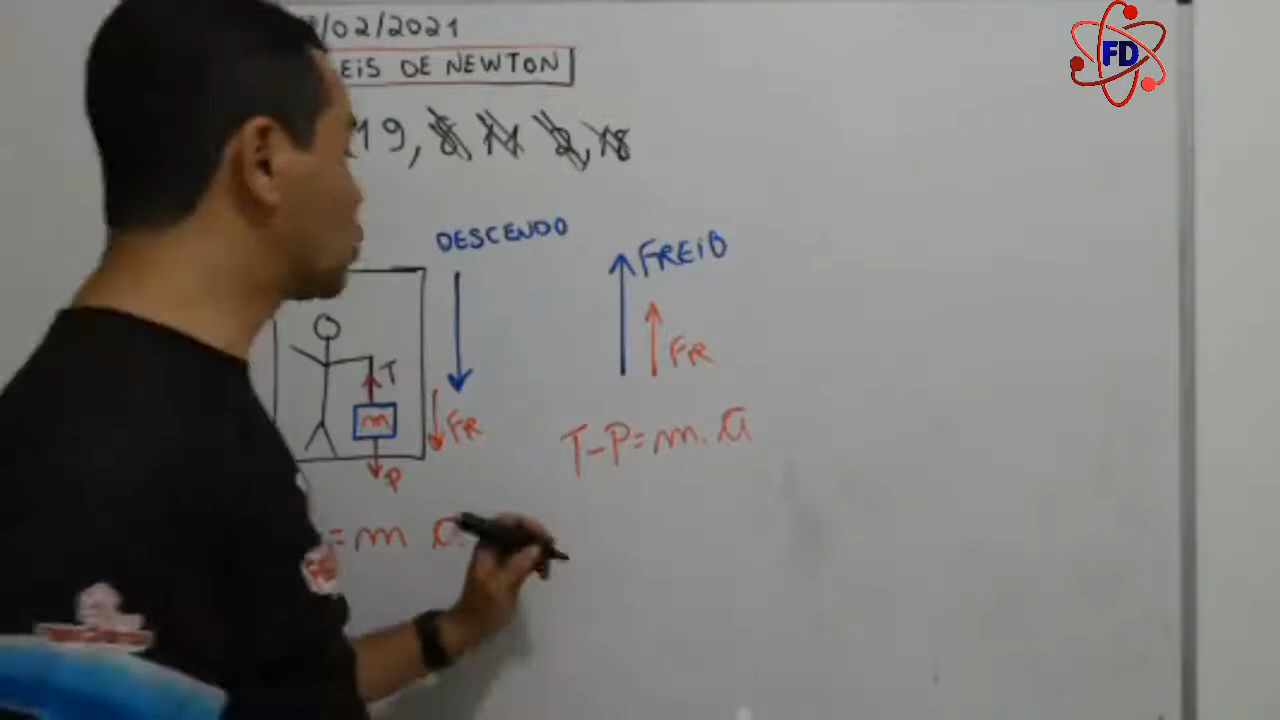 /02/2021
EIS DE NEWTON
19,
DESCENDO
FREIO
T
m
FR
P
FR
T-P=m.a
= m a
FD